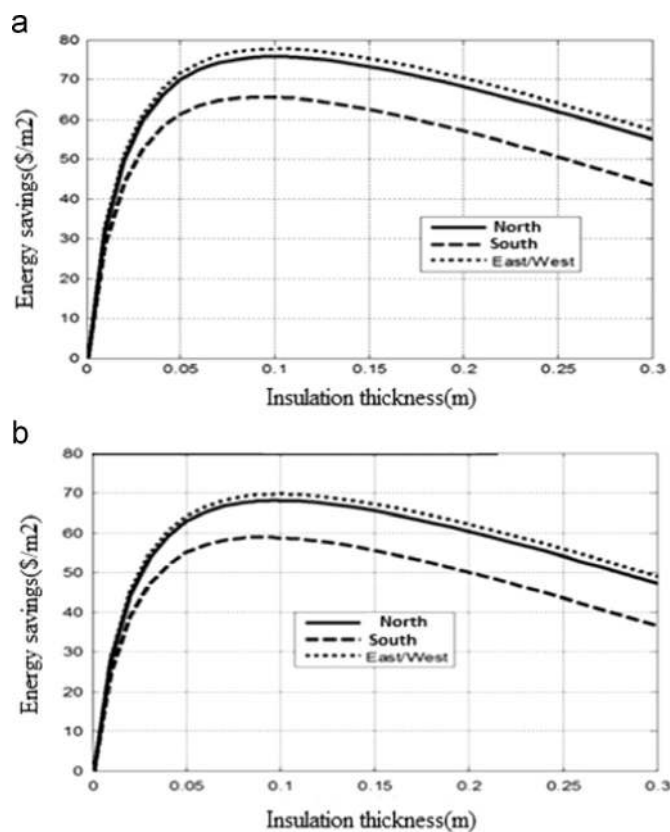 a
80
70
60
50
40
30
20
10
0
Energy savings($/m2)
North
South
East/West
0 0.05 0.1 0.15 0.2 0.25 0.3
Insulation thickness(m)
b
80
70
60
50
40
30
20
10
0
Energy savings($/m2)
North
South
East/West
0 0.05 0.1 0.15 0.2 0.25 0.3
Insulation thickness(m)